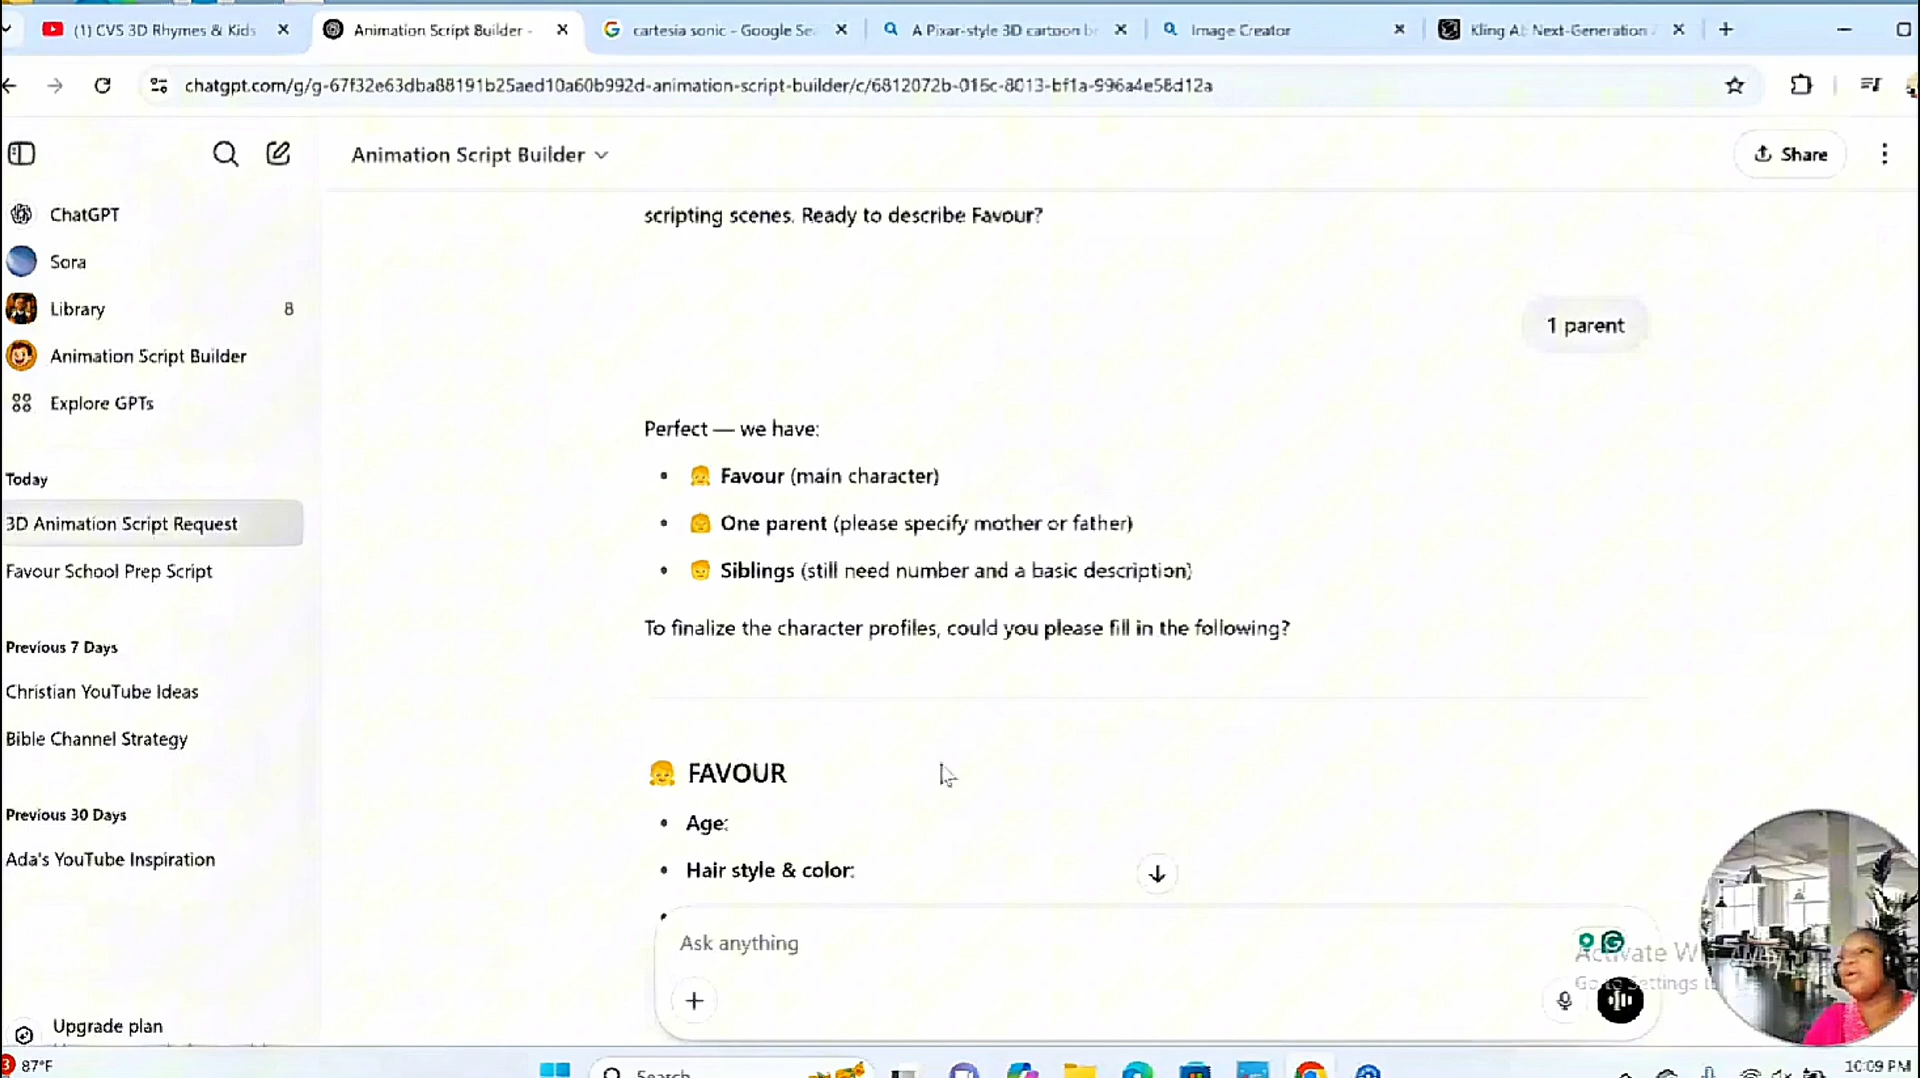 (1) CVS 3D Rhymes & Kids
Animation Script Builder -
cartesia sonic - Google Se
A Pixar-style 3D cartoon b
Image Creator
Kling AI: Next-Generation
chatgpt.com/g/g-67f32e63dba88191b25aed10a60b992d-animation-script-builder/c/6812072b-016c-8013-bf1a-996a4e58d12a
Animation Script Builder
Share
ChatGPT
Sora
Library 8
Animation Script Builder
Explore GPTs
Today
3D Animation Script Request
Favour School Prep Script
Previous 7 Days
Christian YouTube Ideas
Bible Channel Strategy
Previous 30 Days
Ada's YouTube Inspiration
Upgrade plan
scripting scenes. Ready to describe Favour?
1 parent
Perfect — we have:
• Favour (main character)
• One parent (please specify mother or father)
• Siblings (still need number and a basic description)
To finalize the character profiles, could you please fill in the following?
FAVOUR
• Age:
• Hair style & color:
Ask anything
Activate W
Go to Settings t
3
87°F
Search
10:09 PM